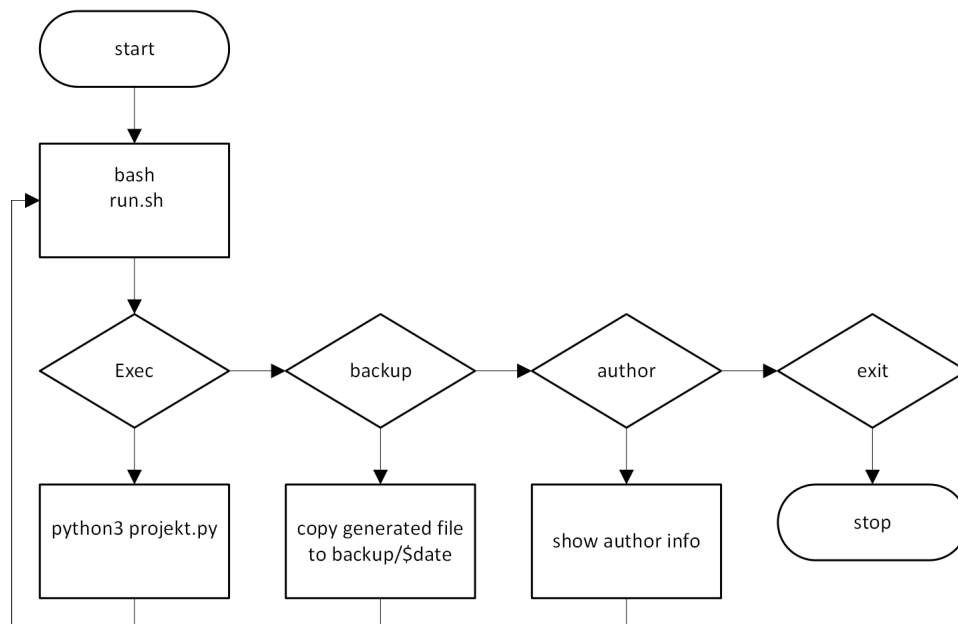 start
bash
run.sh
Exec
backup
author
exit
python3 projekt.py
copy generated file
to backup/$date
show author info
stop